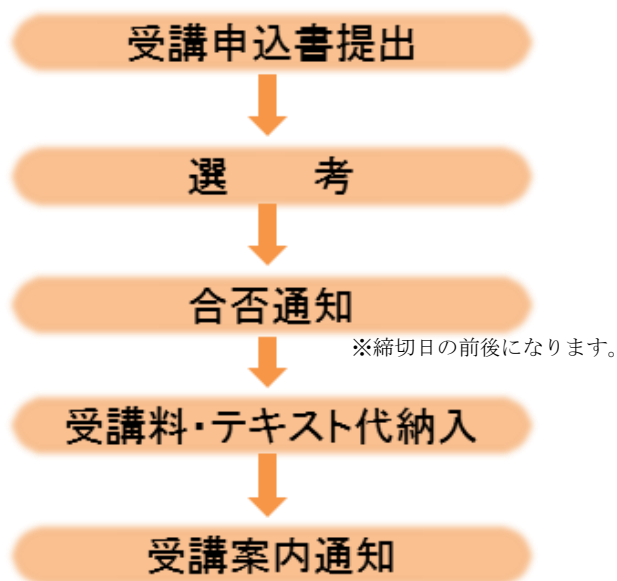 受講申込書提出
選　　考
合否通知
※締切日の前後になります。
受講料・テキスト代納入
受講案内通知